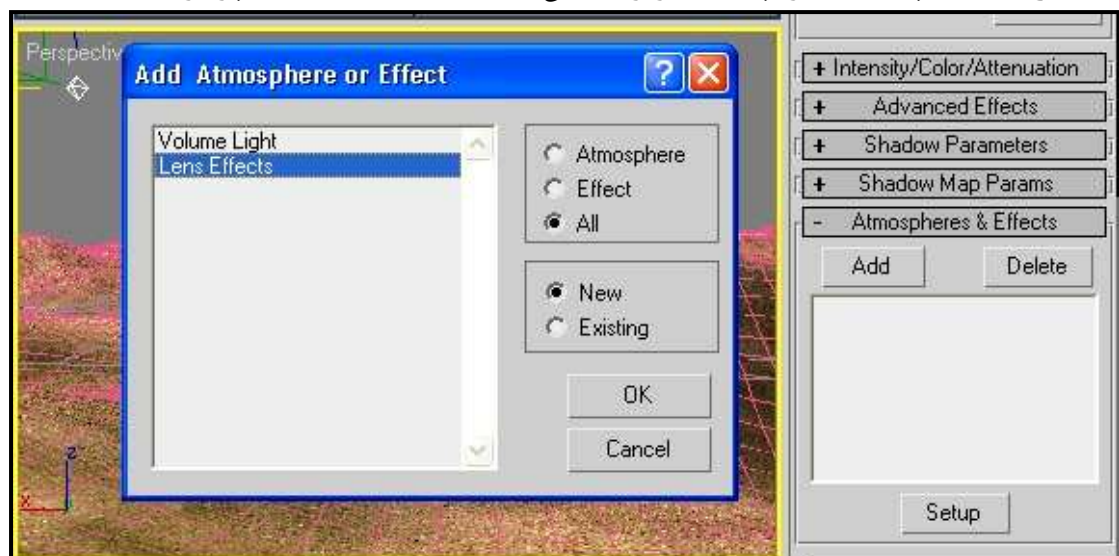 Perspectiv
Add Atmosphere or Effect
Volume Light
Lens Effects
Atmosphere
Effect
All
New
Existing
OK
Cancel
z
x
+ Intensity/Color/Attenuation
+ Advanced Effects
+ Shadow Parameters
+ Shadow Map Params
- Atmospheres & Effects
Add Delete
Setup